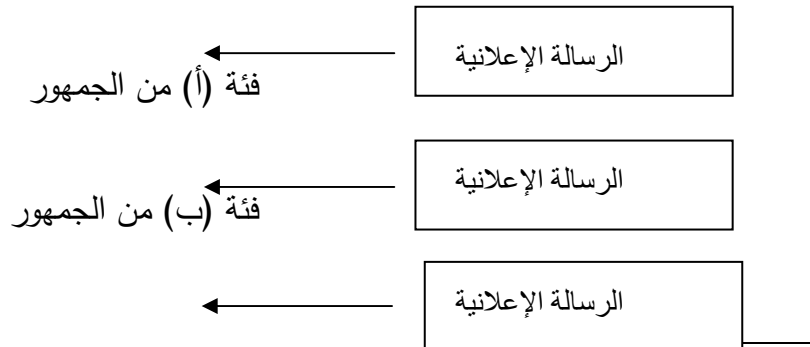 الرسالة الإعلانية
فئة (أ) من الجمهور
الرسالة الإعلانية
فئة (ب) من الجمهور
الرسالة الإعلانية